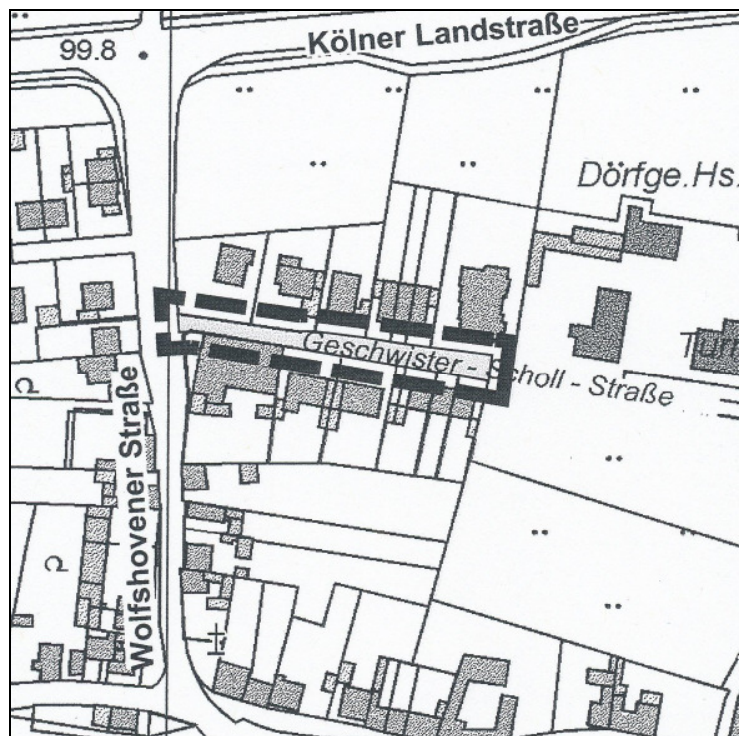 Kölner Landstraße
99.8
Dörfge.Hs.
Geschwister - Scholl - Straße
Wolfshovener Straße